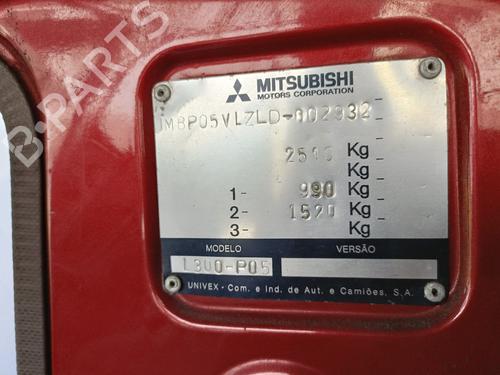 B-PARTS
MITSUBISHI
MOTORS CORPORATION
JMBP05VLZLD-002932
Kg
Kg
1- 990 Kg
2- 1520 Kg
3- Kg
MODELO VERSÃO
L300-P05
UNIVEX - Com. e Ind. de Aut. e Camiões, S.A.